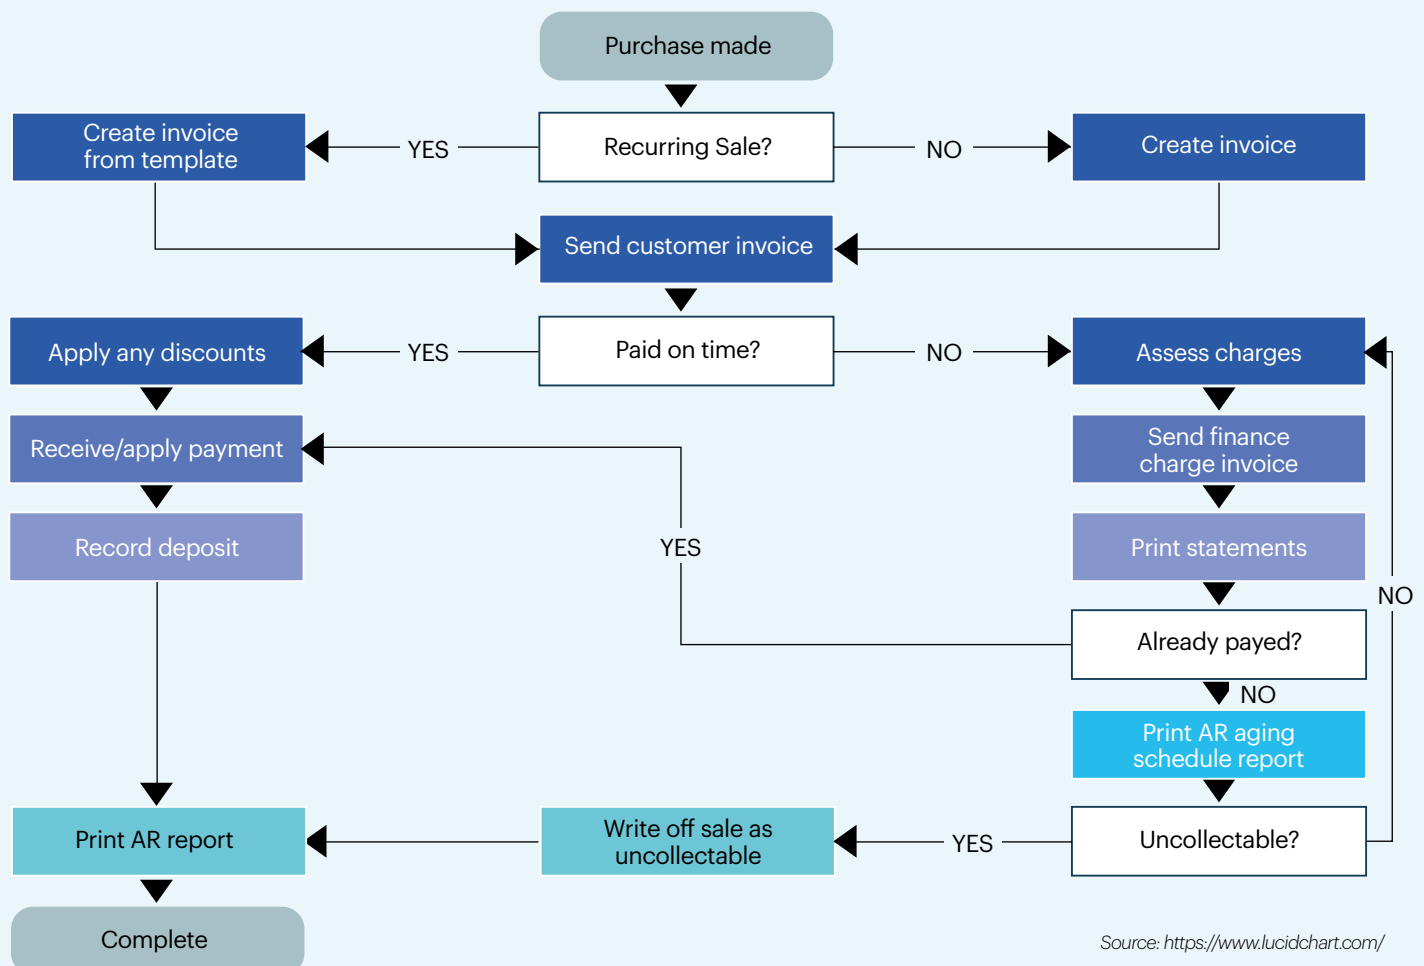 Purchase made
Create invoice
from template
YES
Recurring Sale?
NO
Create invoice
Send customer invoice
Apply any discounts
YES
Paid on time?
NO
Assess charges
Receive/apply payment
Send finance
charge invoice
Record deposit
YES
Print statements
NO
Already payed?
NO
Print AR aging
schedule report
Print AR report
Write off sale as
uncollectable
YES
Uncollectable?
Complete
Source: https://www.lucidchart.com/